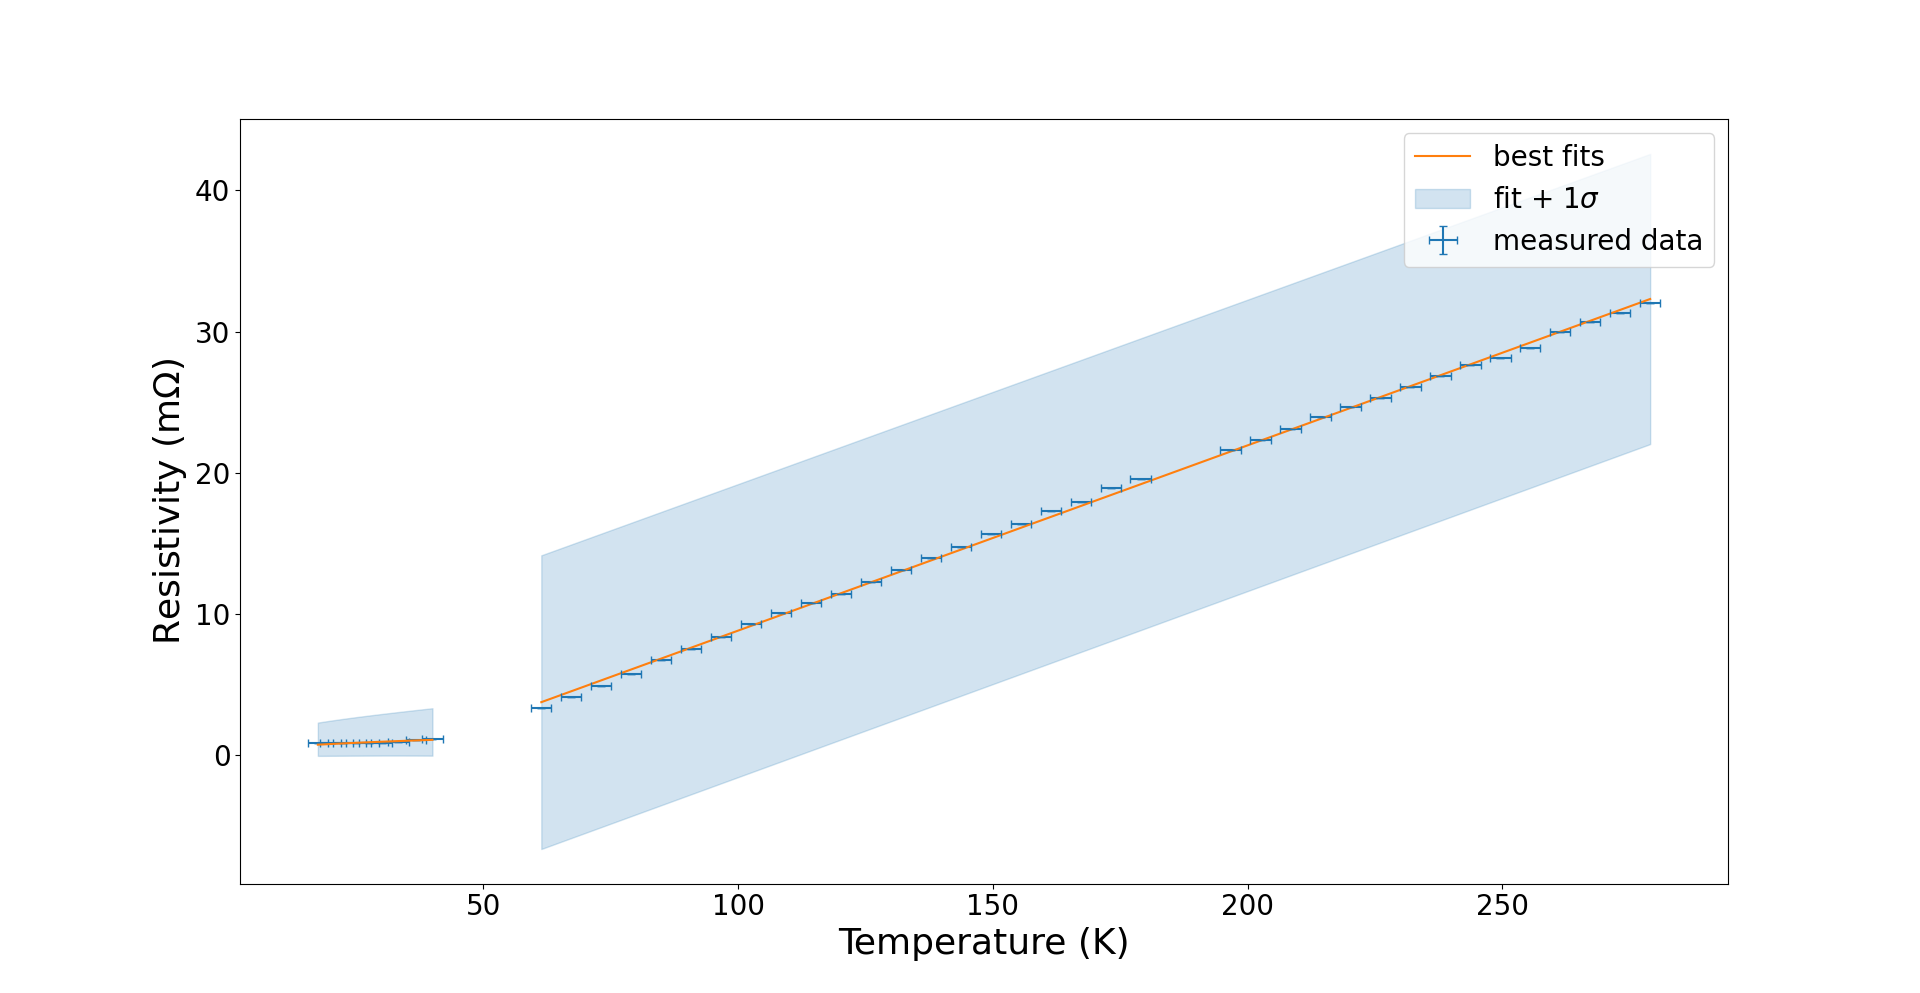 best fits
fit + 1σ
measured data
Resistivity (mΩ)
40
30
20
10
0
50 100 150 200 250
Temperature (K)